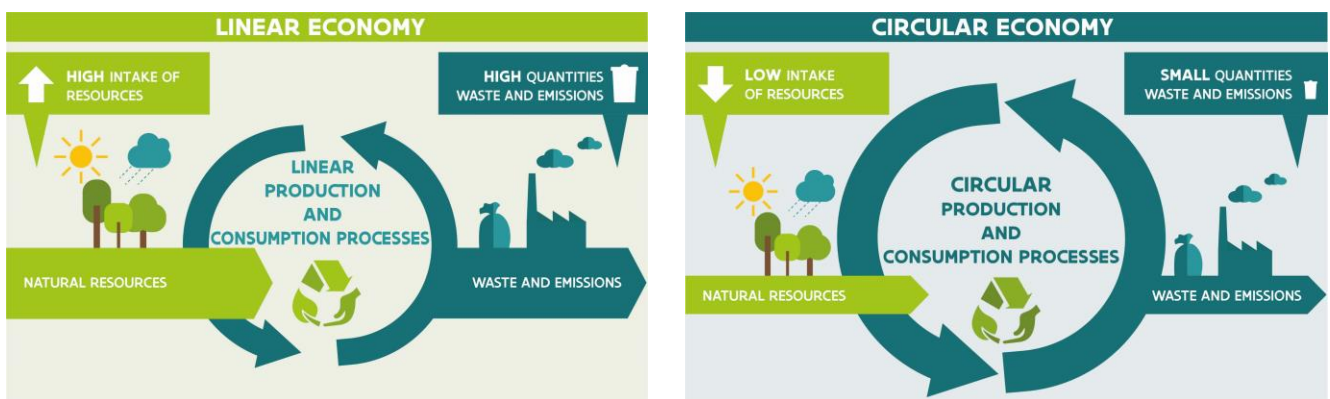 LINEAR ECONOMY
HIGH INTAKE OF
RESOURCES
HIGH QUANTITIES
WASTE AND EMISSIONS
LINEAR
PRODUCTION
AND
CONSUMPTION PROCESSES
NATURAL RESOURCES
WASTE AND EMISSIONS
CIRCULAR ECONOMY
LOW INTAKE
OF RESOURCES
SMALL QUANTITIES
WASTE AND EMISSIONS
CIRCULAR
PRODUCTION
AND
CONSUMPTION PROCESSES
NATURAL RESOURCES
WASTE AND EMISSIONS